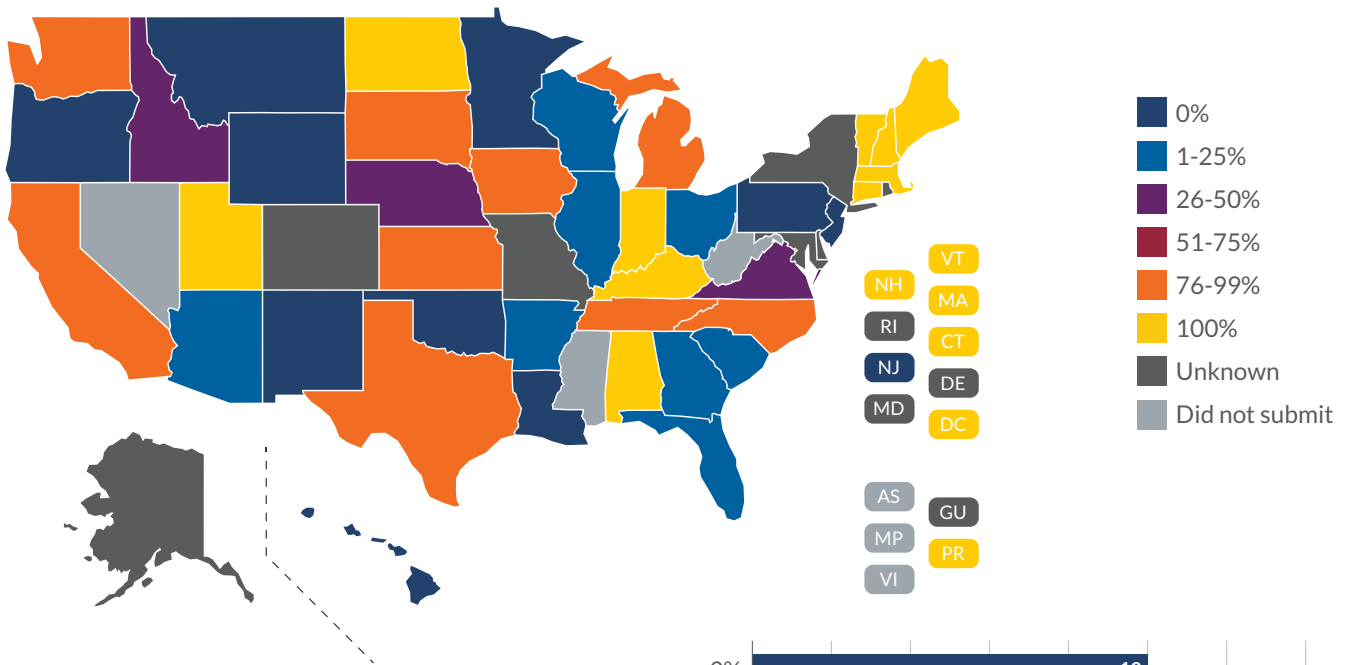 0%
1-25%
26-50%
51-75%
76-99%
100%
Unknown
Did not submit
VT
NH
MA
RI
CT
NJ
DE
MD
DC
AS
GU
MP
PR
VI
0%
10